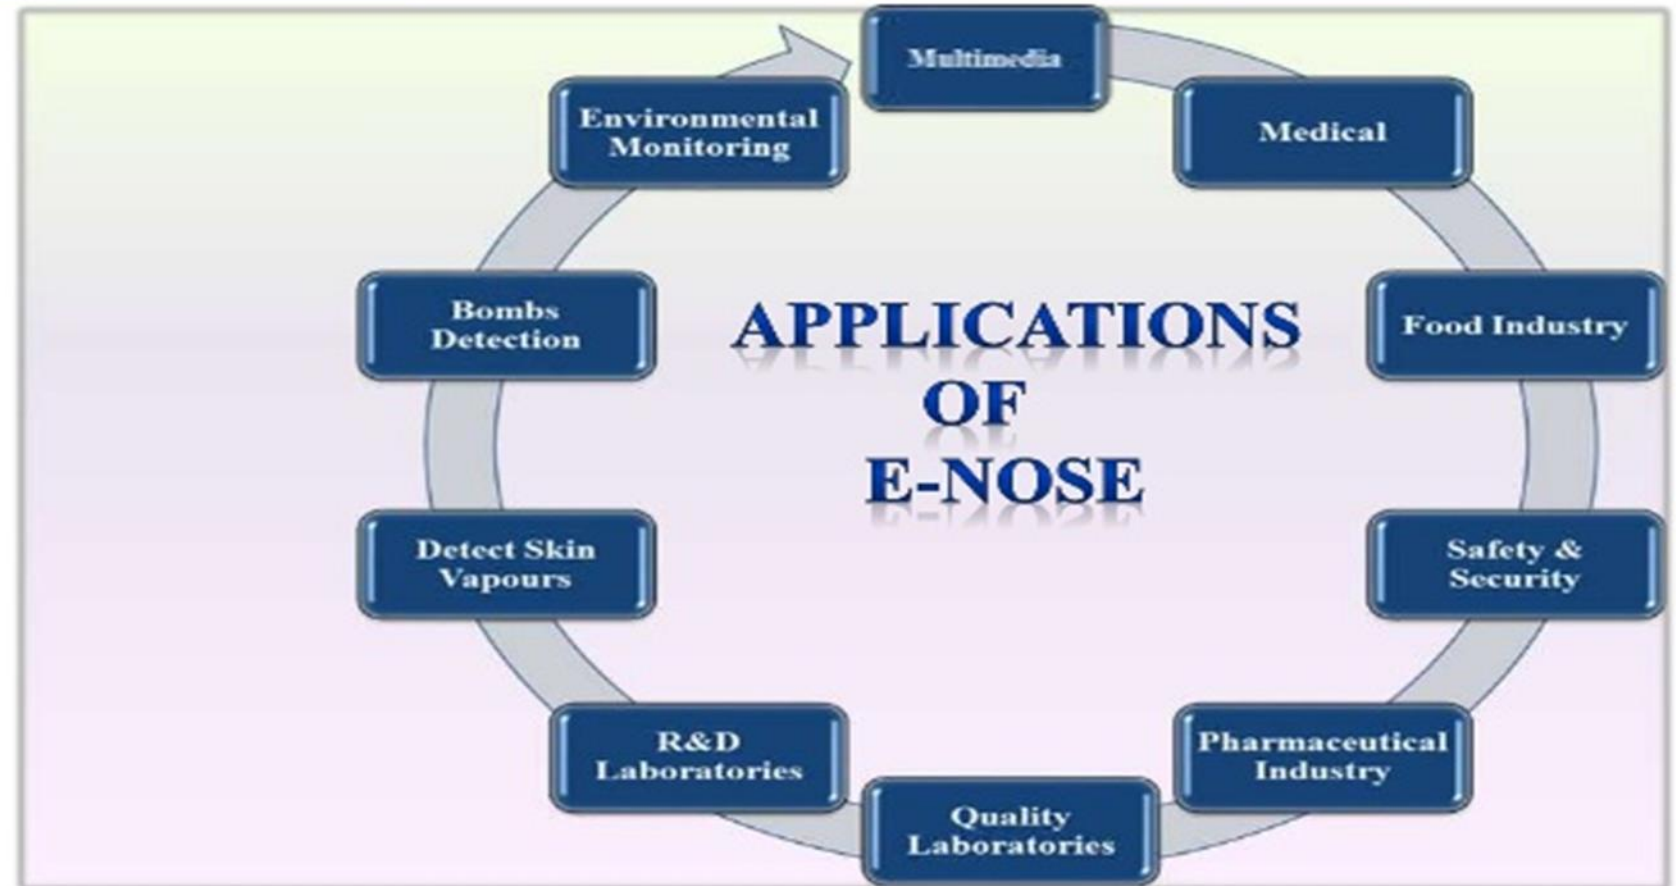 Multimedia
Medical
Food Industry
Safety &
Security
Pharmaceutical
Industry
Quality
Laboratories
R&D
Laboratories
Detect Skin
Vapours
Bombs
Detection
Environmental
Monitoring
APPLICATIONS
OF
E-NOSE